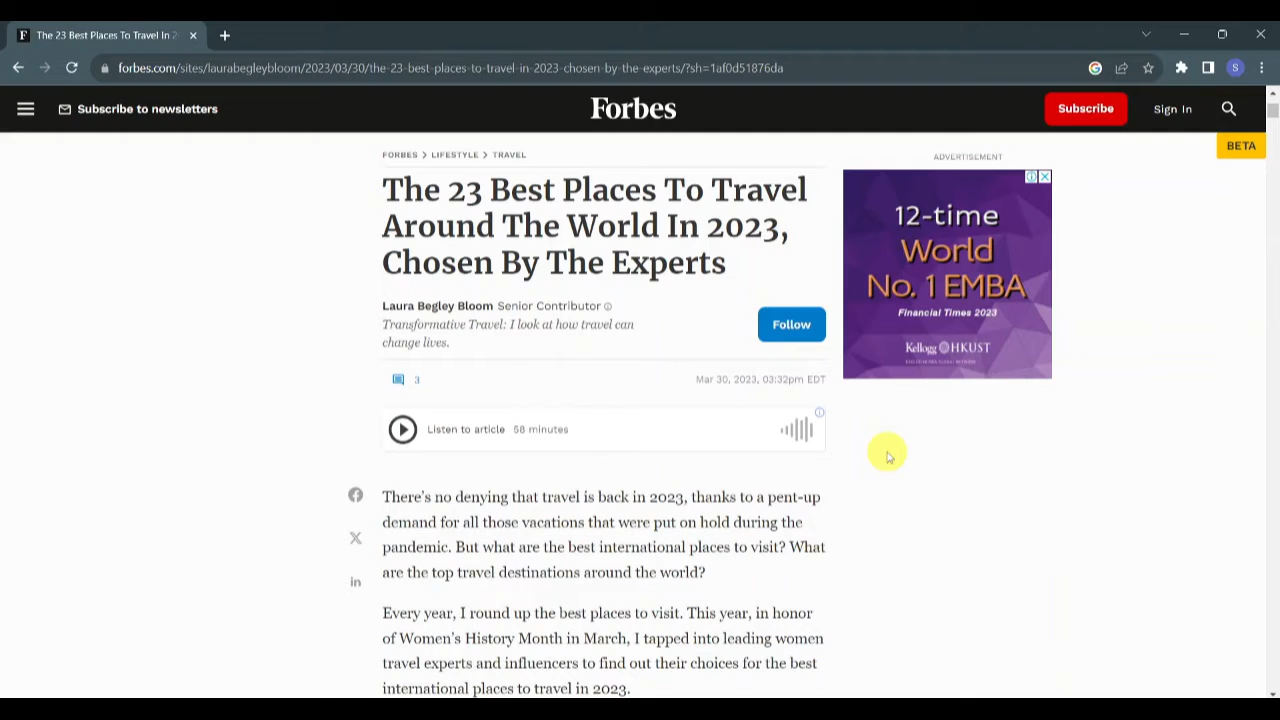 F The 23 Best Places To Travel In 2
forbes.com/sites/laurabegleybloom/2023/03/30/the-23-best-places-to-travel-in-2023-chosen-by-the-experts/?sh=1af0d51876da
S
Subscribe to newsletters
Forbes
Subscribe
Sign In
BETA
FORBES > LIFESTYLE > TRAVEL
ADVERTISEMENT
The 23 Best Places To Travel
Around The World In 2023,
Chosen By The Experts
12-time
World
No. 1 EMBA
Financial Times 2023
Kellogg HKUST
Laura Begley Bloom Senior Contributor
Transformative Travel: I look at how travel can
change lives.
Follow
3
Mar 30, 2023, 03:32pm EDT
Listen to article 58 minutes
There's no denying that travel is back in 2023, thanks to a pent-up
demand for all those vacations that were put on hold during the
pandemic. But what are the best international places to visit? What
are the top travel destinations around the world?
Every year, I round up the best places to visit. This year, in honor
of Women's History Month in March, I tapped into leading women
travel experts and influencers to find out their choices for the best
international places to travel in 2023.